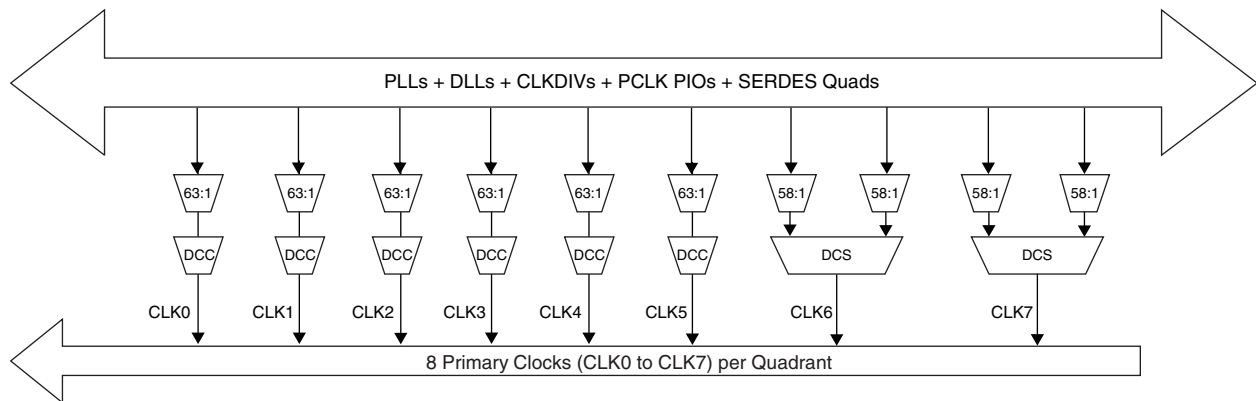 PLLs + DLLs + CLKDIVs + PCLK PIOs + SERDES Quads
63:1 63:1 63:1 63:1 63:1 63:1 58:1 58:1 58:1 58:1
DCC DCC DCC DCC DCC DCC DCS DCS
CLK0 CLK1 CLK2 CLK3 CLK4 CLK5 CLK6 CLK7
8 Primary Clocks (CLK0 to CLK7) per Quadrant